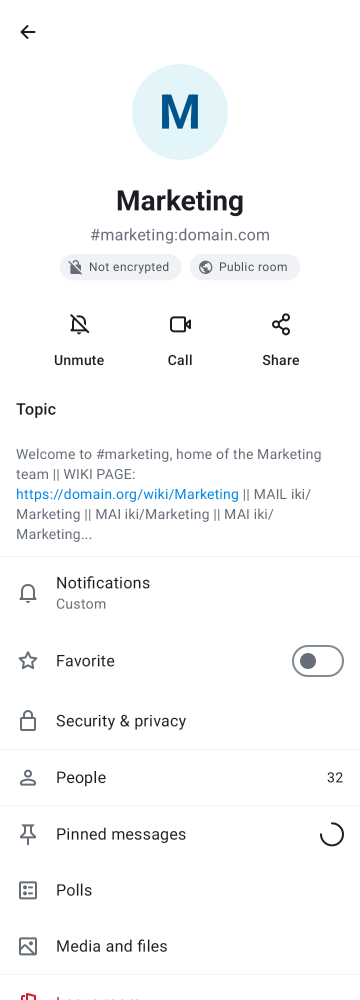 M
Marketing
#marketing:domain.com
Not encrypted
Public room
Unmute
Call
Share
Topic
Welcome to #marketing, home of the Marketing
team || WIKI PAGE:
https://domain.org/wiki/Marketing || MAIL iki/
Marketing || MAI iki/Marketing || MAI iki/
Marketing...
Notifications
Custom
Favorite
Security & privacy
People
32
Pinned messages
Polls
Media and files